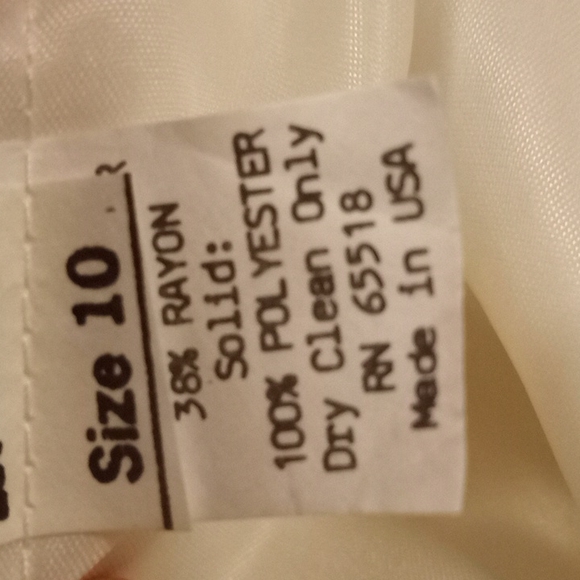 Size 10
38% RAYON
Solid:
100% POLYESTER
Dry Clean Only
RN 65518
Made in USA